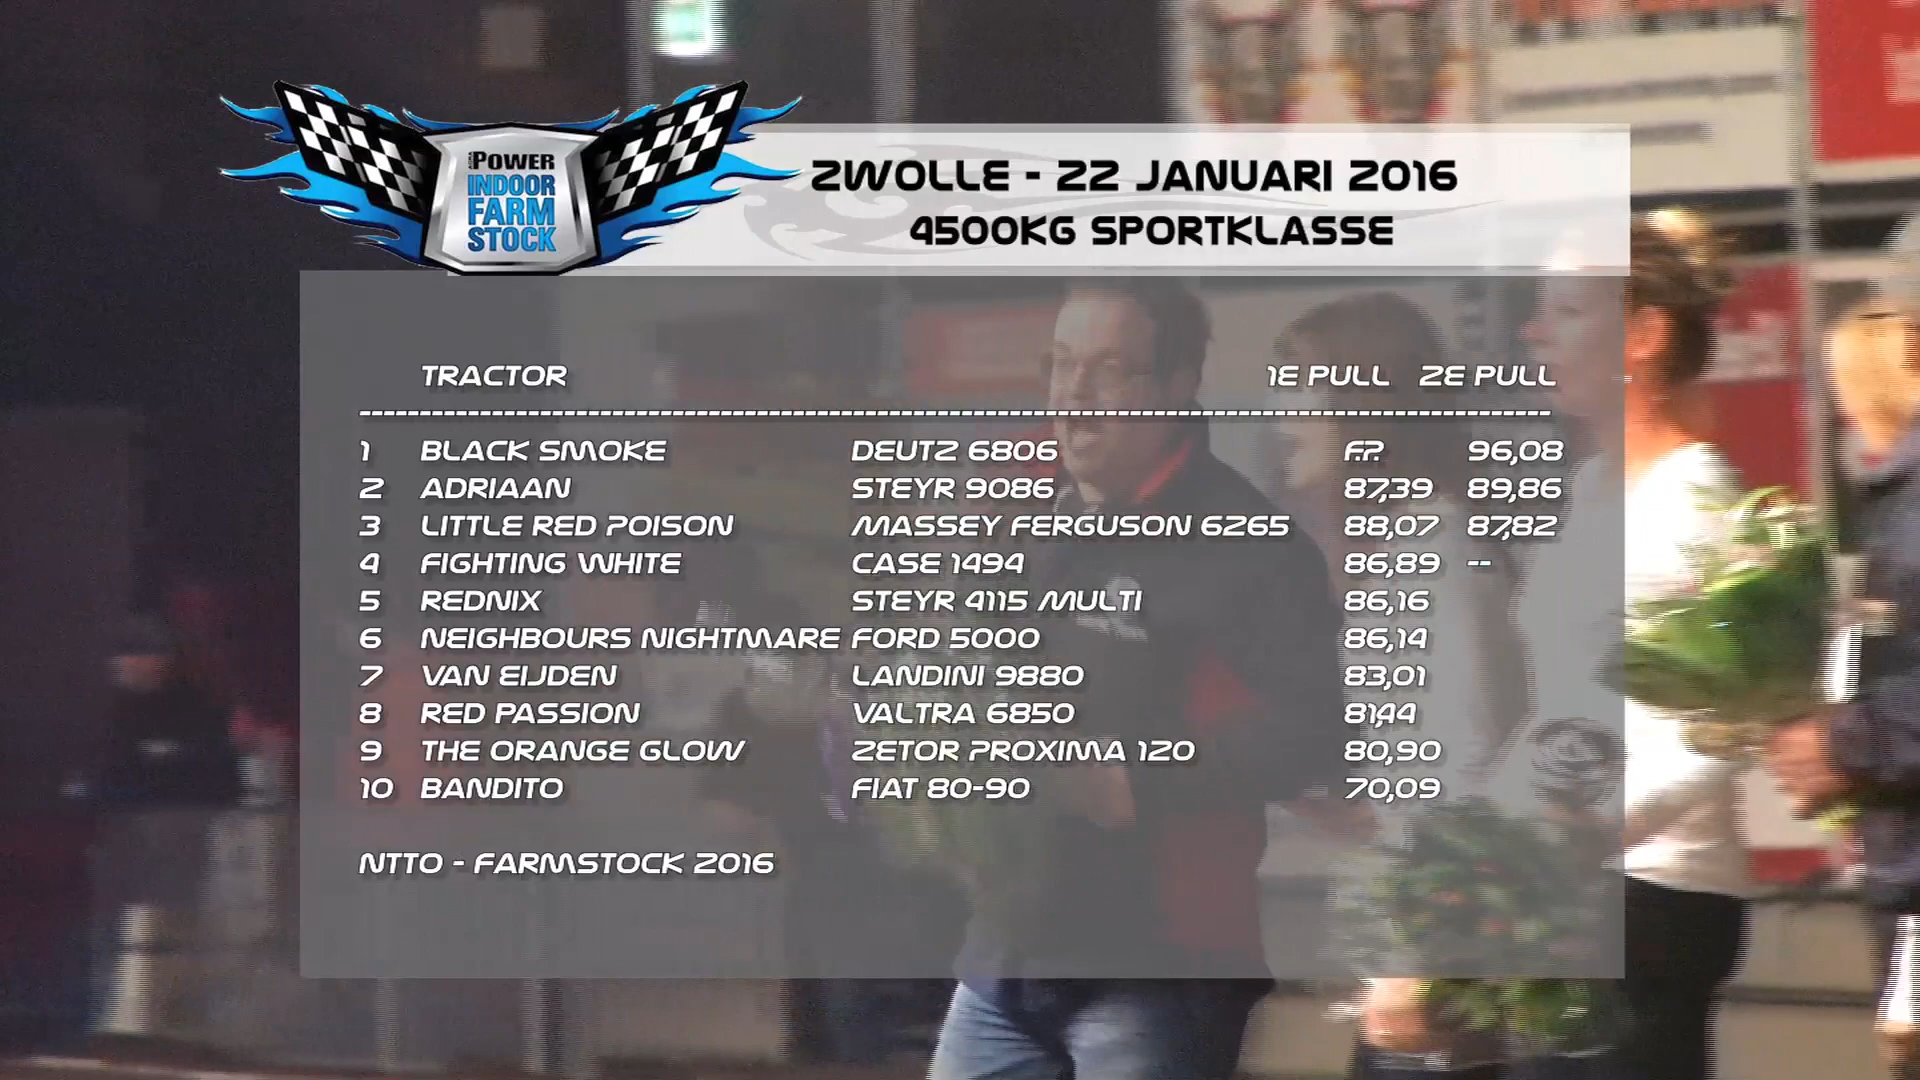 POWER
INDOOR
FARM
STOCK
ZWOLLE - 22 JANUARI 2016
4500KG SPORTKLASSE
TRACTOR 1E PULL 2E PULL
1 BLACK SMOKE DEUTZ 6806 F.P. 96,08
2 ADRIAAN STEYR 9086 87,39 89,86
3 LITTLE RED POISON MASSEY FERGUSON 6265 88,07 87,82
4 FIGHTING WHITE CASE 1494 86,89 --
5 REDNIX STEYR 4115 MULTI 86,16
6 NEIGHBOURS NIGHTMARE FORD 5000 86,14
7 VAN EIJDEN LANDINI 9880 83,01
8 RED PASSION VALTRA 6850 81,44
9 THE ORANGE GLOW ZETOR PROXIMA 120 80,90
10 BANDITO FIAT 80-90 70,09
NTTO - FARMSTOCK 2016